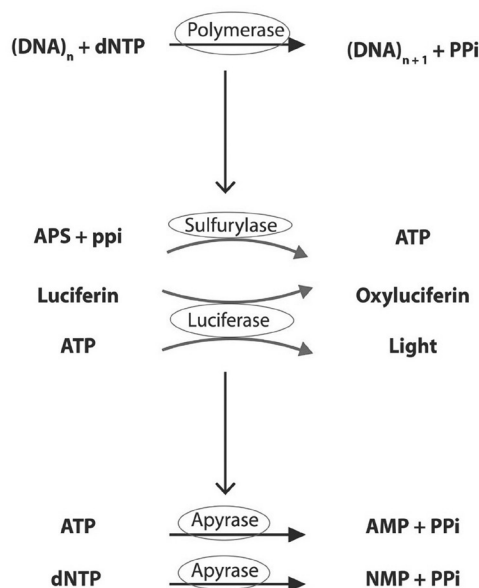 Polymerase
(DNA)n + dNTP (DNA)n + 1 + PPi
Sulfurylase
APS + ppi ATP
Luciferin Oxyluciferin
Luciferase
ATP Light
ATP Apyrase AMP + PPi
dNTP Apyrase NMP + PPi